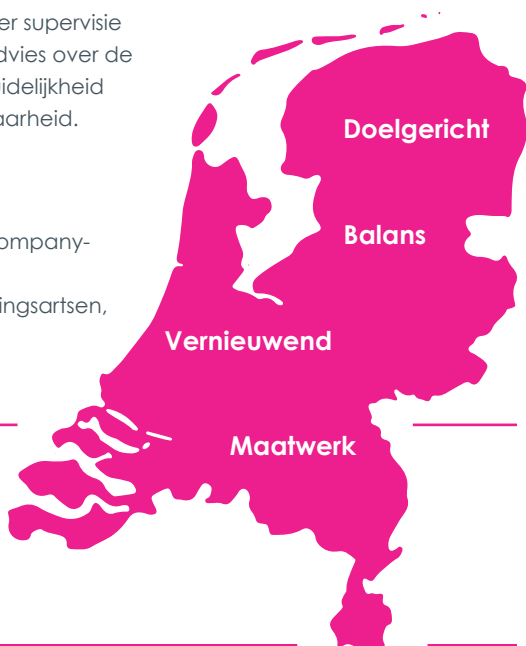 er supervisie
dvies over de
idelijkheid
aarheid.
ompany-
ingsartsen,
Doelgericht
Balans
Vernieuwend
Maatwerk